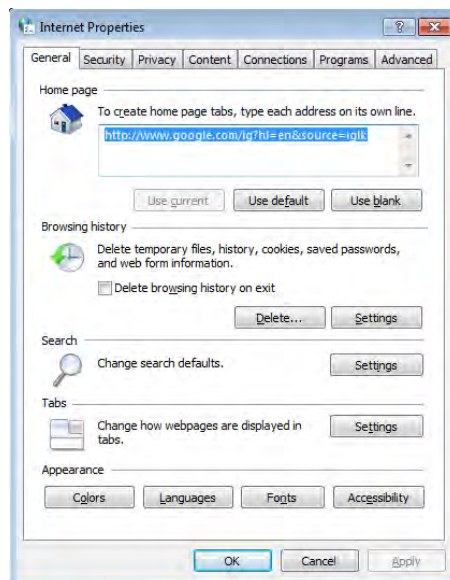 Internet Properties
General Security Privacy Content Connections Programs Advanced
Home page
To create home page tabs, type each address on its own line.
http://www.google.com/ig?hl=en&source=iglk
Use current Use default Use blank
Browsing history
Delete temporary files, history, cookies, saved passwords,
and web form information.
Delete browsing history on exit
Delete... Settings
Search
Change search defaults. Settings
Tabs
Change how webpages are displayed in
tabs.
Settings
Appearance
Colors Languages Fonts Accessibility
OK Cancel Apply